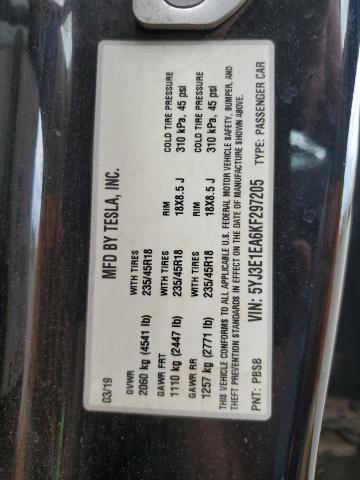 MFD BY TESLA, INC.
03/19
GVWR
2060 kg (4541 lb)
GAWR FRT WITH TIRES RIM COLD TIRE PRESSURE
1110 kg (2447 lb) 235/45R18 18X8.5 J 310 kPa, 45 psi
GAWR RR WITH TIRES RIM COLD TIRE PRESSURE
1257 kg (2771 lb) 235/45R18 18X8.5 J 310 kPa, 45 psi
THIS VEHICLE CONFORMS TO ALL APPLICABLE U.S. FEDERAL MOTOR VEHICLE SAFETY, BUMPER, AND
THEFT PREVENTION STANDARDS IN EFFECT ON THE DATE OF MANUFACTURE SHOWN ABOVE.
VIN: 5YJ3E1EA6KF297205
PNT: PBSB TYPE: PASSENGER CAR